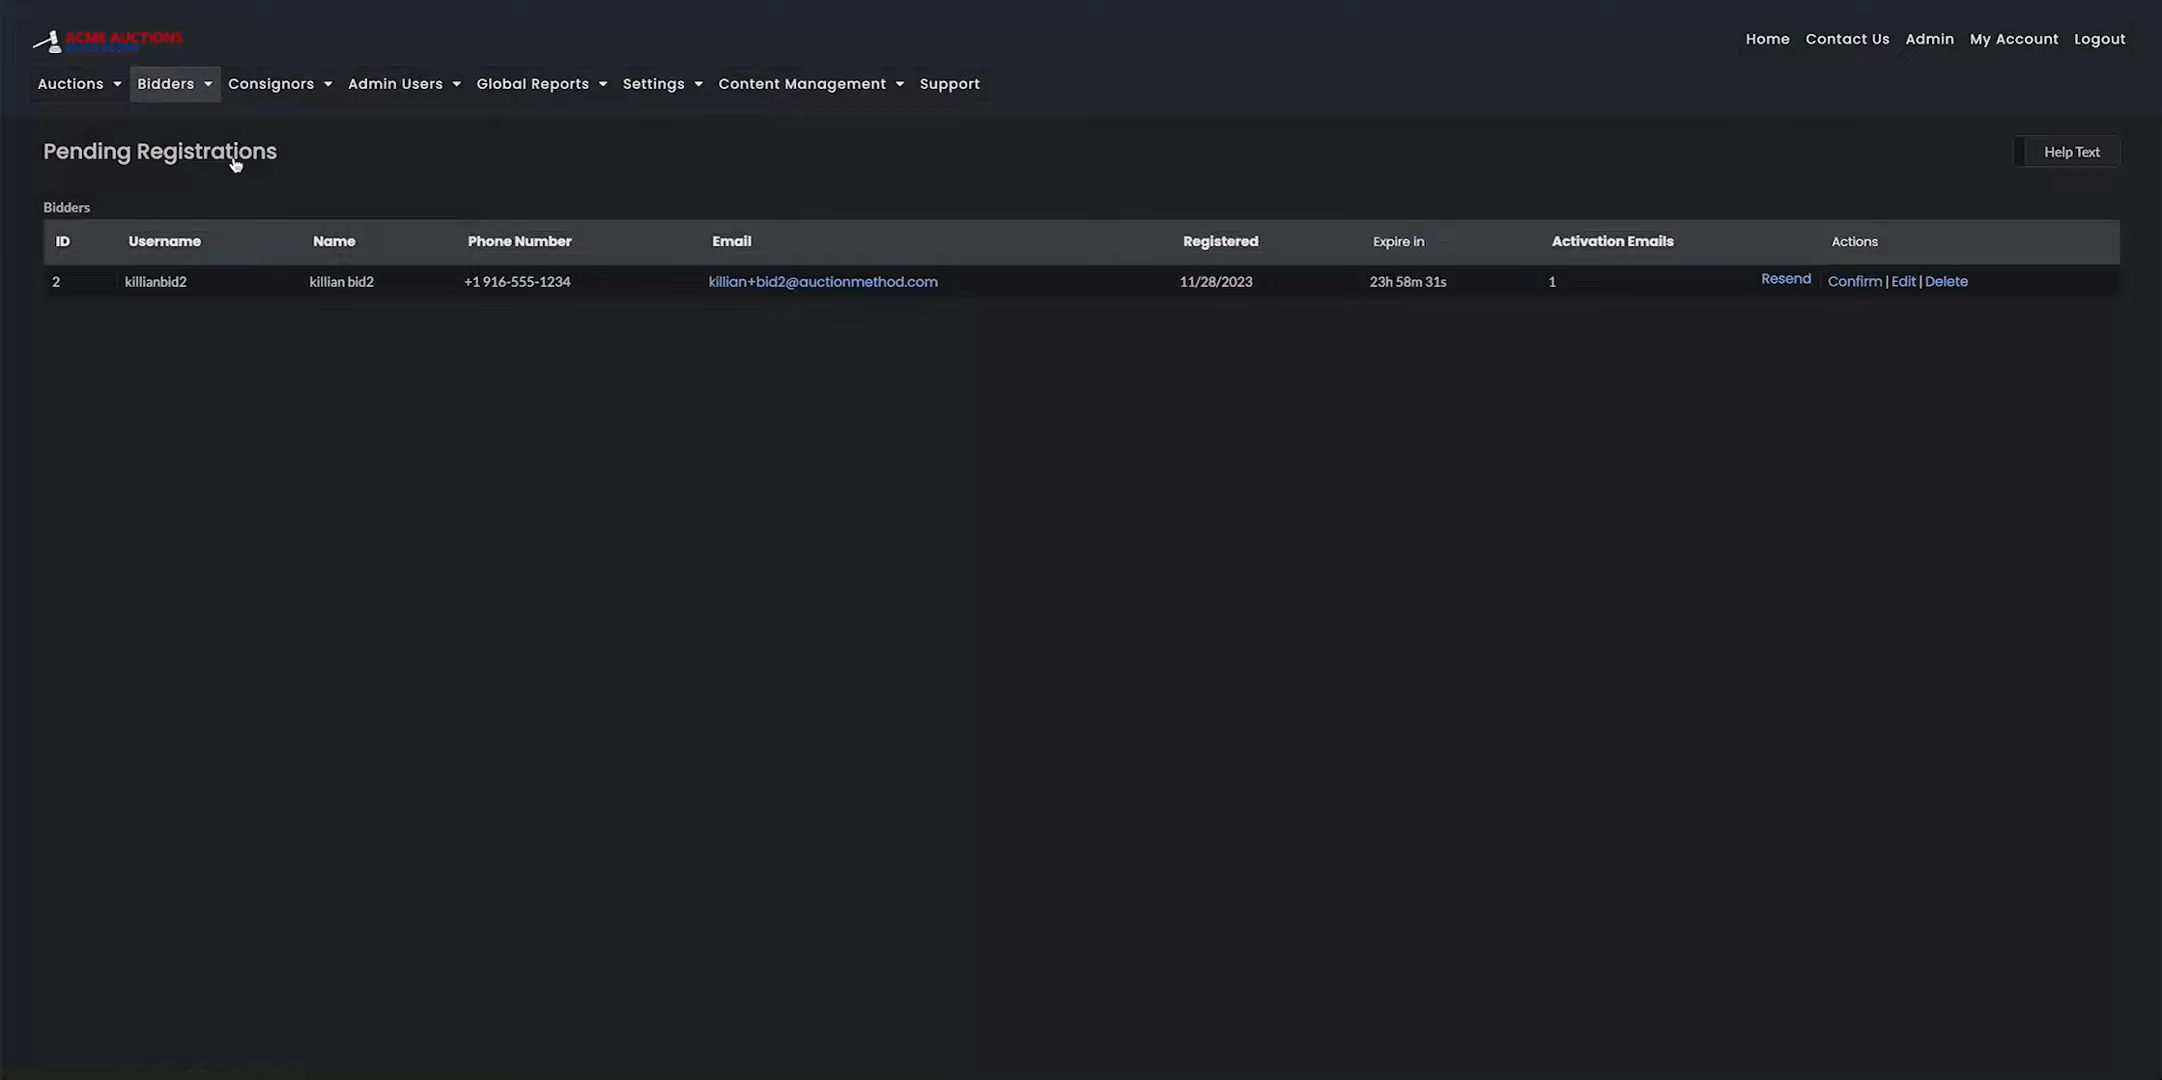 ACME AUCTIONS
Home Contact Us Admin My Account Logout
Auctions Bidders Consignors Admin Users Global Reports Settings Content Management Support
Pending Registrations
Help Text
Bidders
ID Username Name Phone Number Email Registered Expire in Activation Emails Actions
2 killianbid2 killian bid2 +1 916-555-1234 killian+bid2@auctionmethod.com 11/28/2023 23h 58m 31s 1 Resend Confirm | Edit | Delete